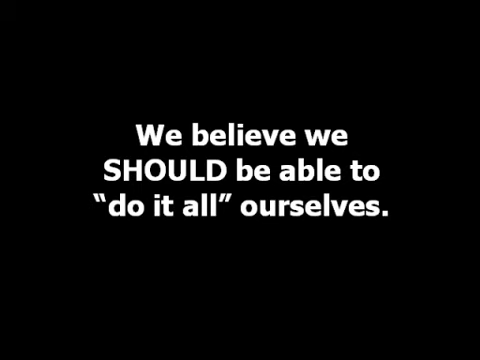 We believe we
SHOULD be able to
“do it all” ourselves.